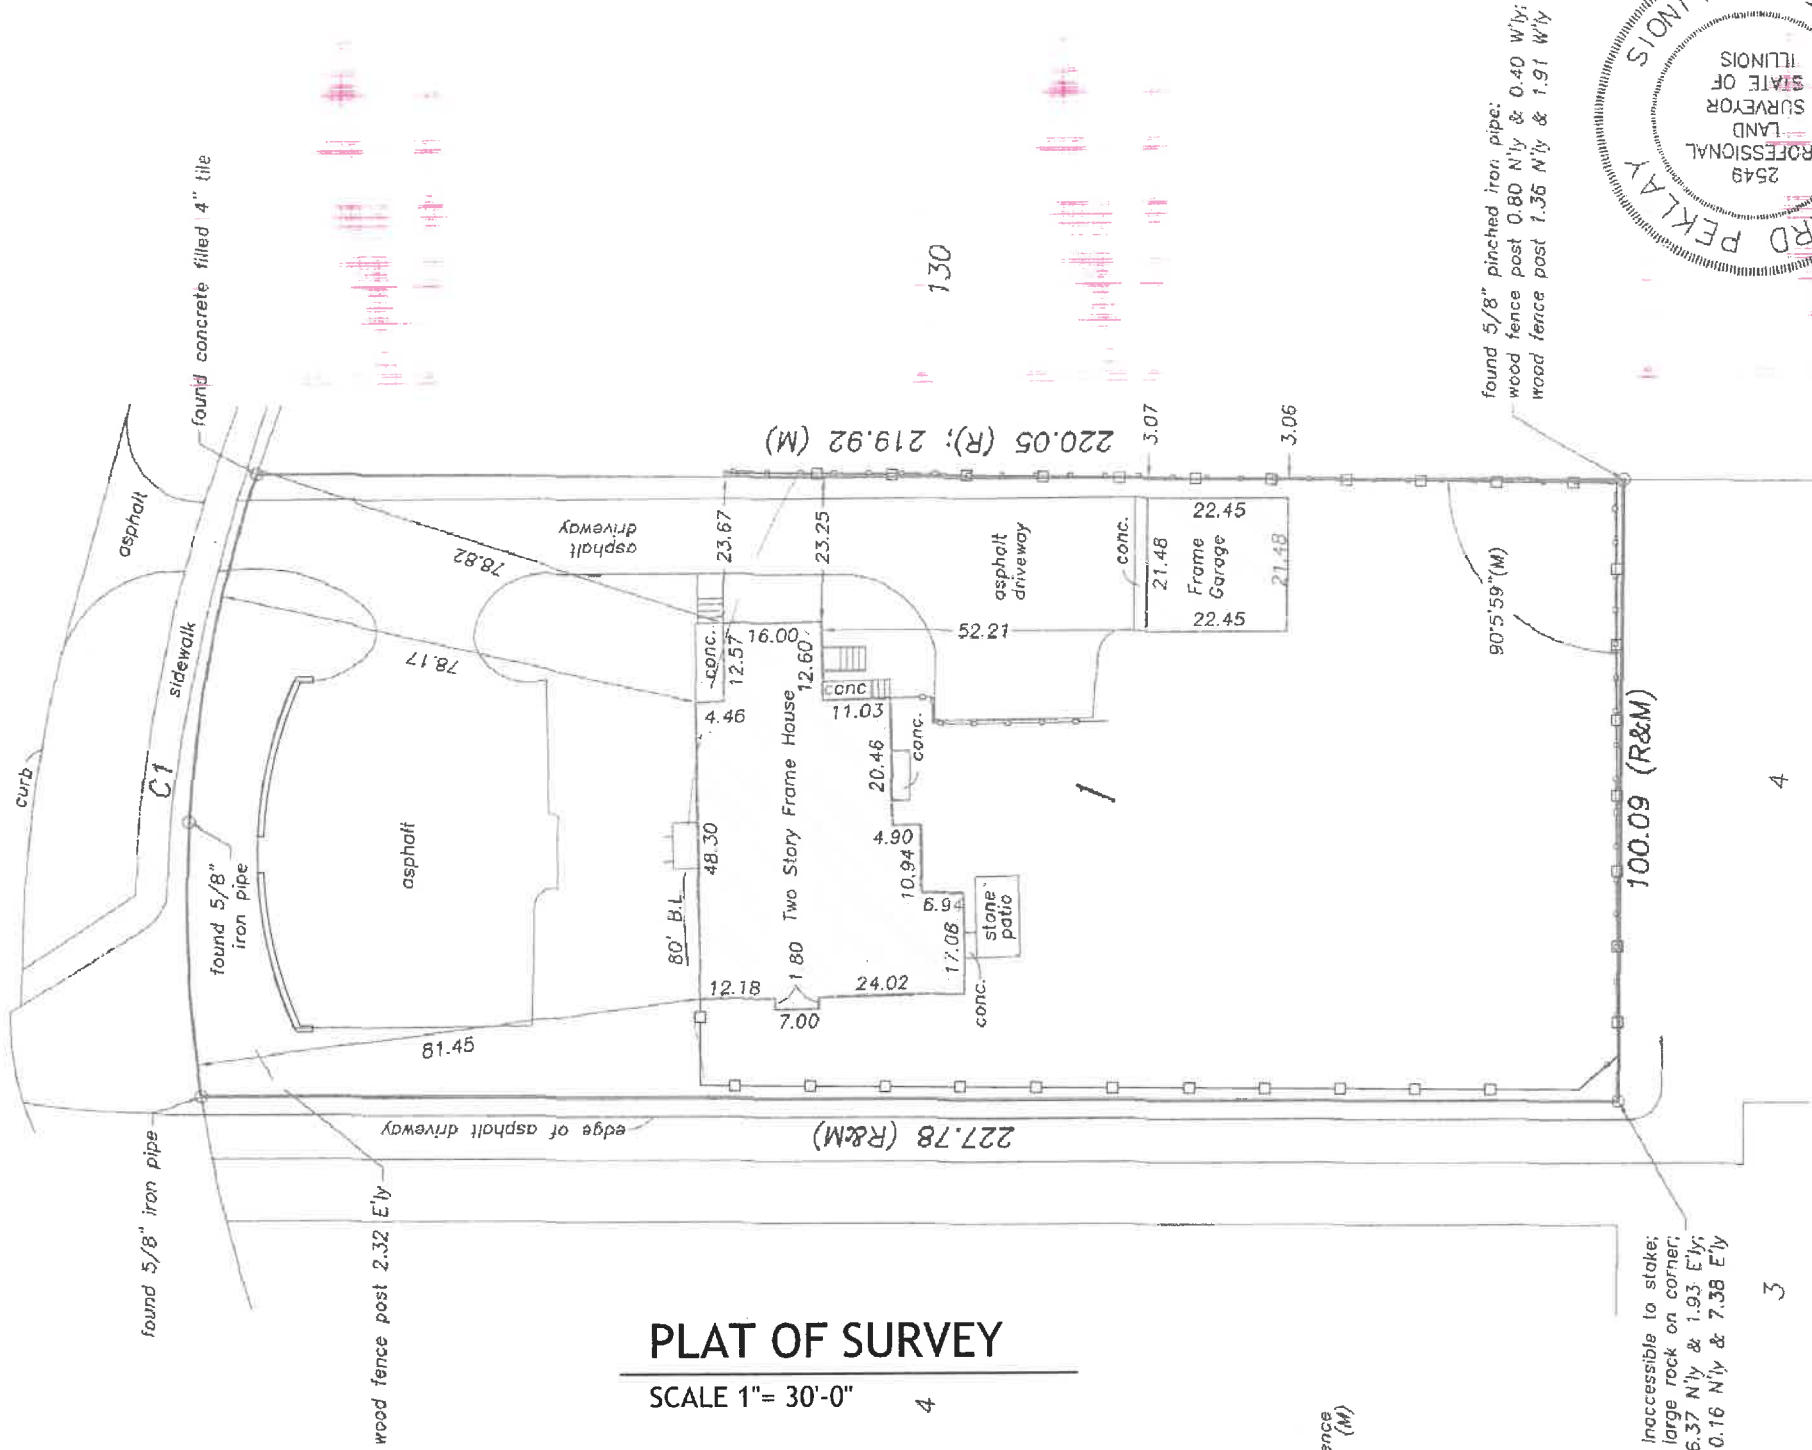 found concrete filled 4" tile
130
found 5/8" pinched iron pipe;
wood fence post 0.80 N'ly & 0.40 W'ly;
wood fence post 1.36 N'ly & 1.91 W'ly
PEKLAY
2549
PROFESSIONAL
LAND
SURVEYOR
STATE OF
ILLINOIS
curb
asphalt
sidewalk
C1
220.05 (R); 219.92 (M)
3.07
3.06
asphalt
driveway
78.82
78.17
23.67
23.25
asphalt
driveway
conc.
22.45
21.48
Frame
Garage
21.48
22.45
52.21
90°5'59"(M)
conc.
12.57
16.00
12.60
conc
4.46
11.03
20.46
conc.
found 5/8"
iron pipe
asphalt
80' B.L.
48.30
Two Story Frame House
4.90
10.94
6.94
17.08
stone
patio
conc.
1
100.09 (R&M)
4
12.18
1.80
7.00
24.02
81.45
edge of asphalt driveway
227.78 (R&M)
found 5/8" iron pipe
wood fence post 2.32 E'ly
PLAT OF SURVEY
SCALE 1"= 30'-0"
4
(M)
Inaccessible to stake;
large rock on corner;
6.37 N'ly & 1.93 E'ly;
0.16 N'ly & 7.38 E'ly
3